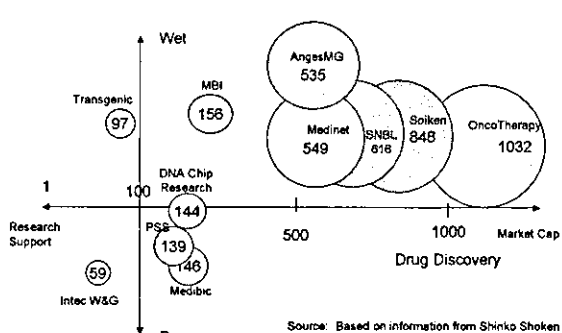 Wet
AngesMG
535
MBI
156
Transgenic
97
Medinet
549
SNBL
616
Soiken
848
OncoTherapy
1032
DNA Chip
Research
144
1
100
500
1000
Market Cap
Research
Support
PSS
139
146
Medibic
59
Intec W&G
Drug Discovery
Source: Based on information from Shinko Shoken